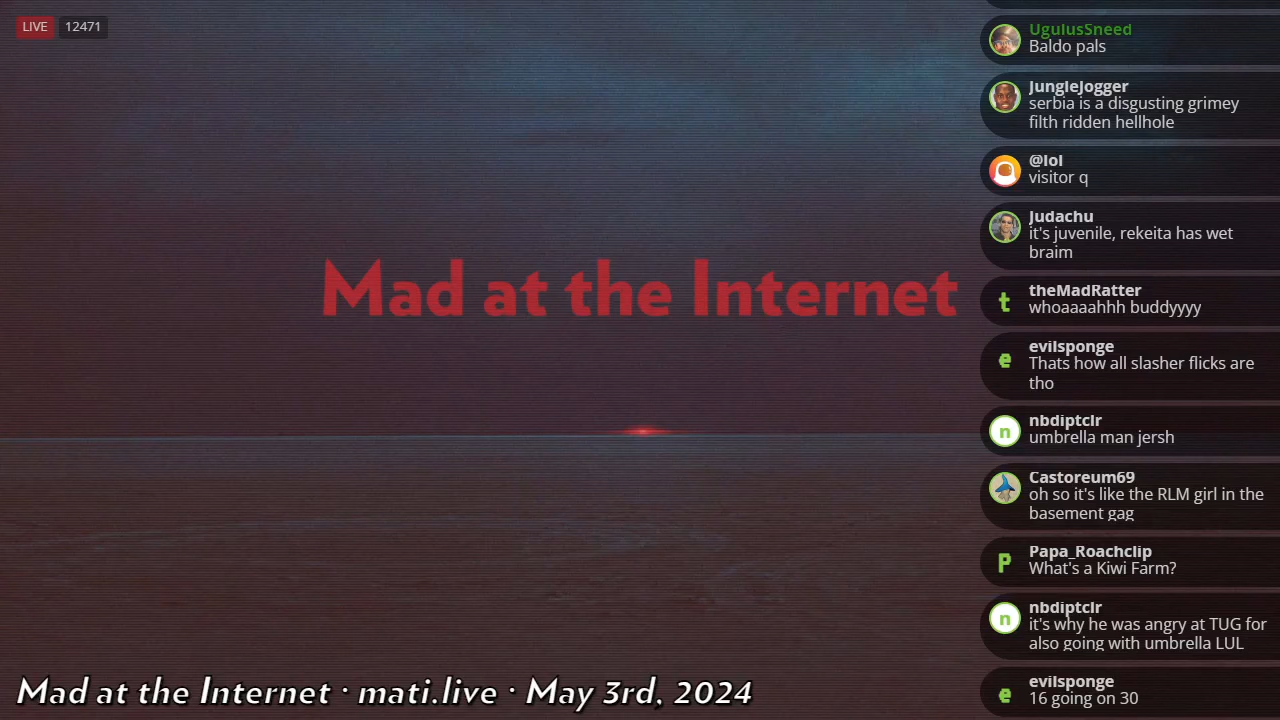 LIVE 12471
Mad at the Internet
UgulusSneed
Baldo pals
JungleJogger
serbia is a disgusting grimey
filth ridden hellhole
@lol
visitor q
Judachu
it's juvenile, rekeita has wet
braim
theMadRatter
whoaaaahhh buddyyyy
evilsponge
Thats how all slasher flicks are
tho
nbdiptclr
umbrella man jersh
Castoreum69
oh so it's like the RLM girl in the
basement gag
Papa_Roachclip
What's a Kiwi Farm?
nbdiptclr
it's why he was angry at TUG for
also going with umbrella LUL
evilsponge
16 going on 30
Mad at the Internet · mati.live · May 3rd, 2024